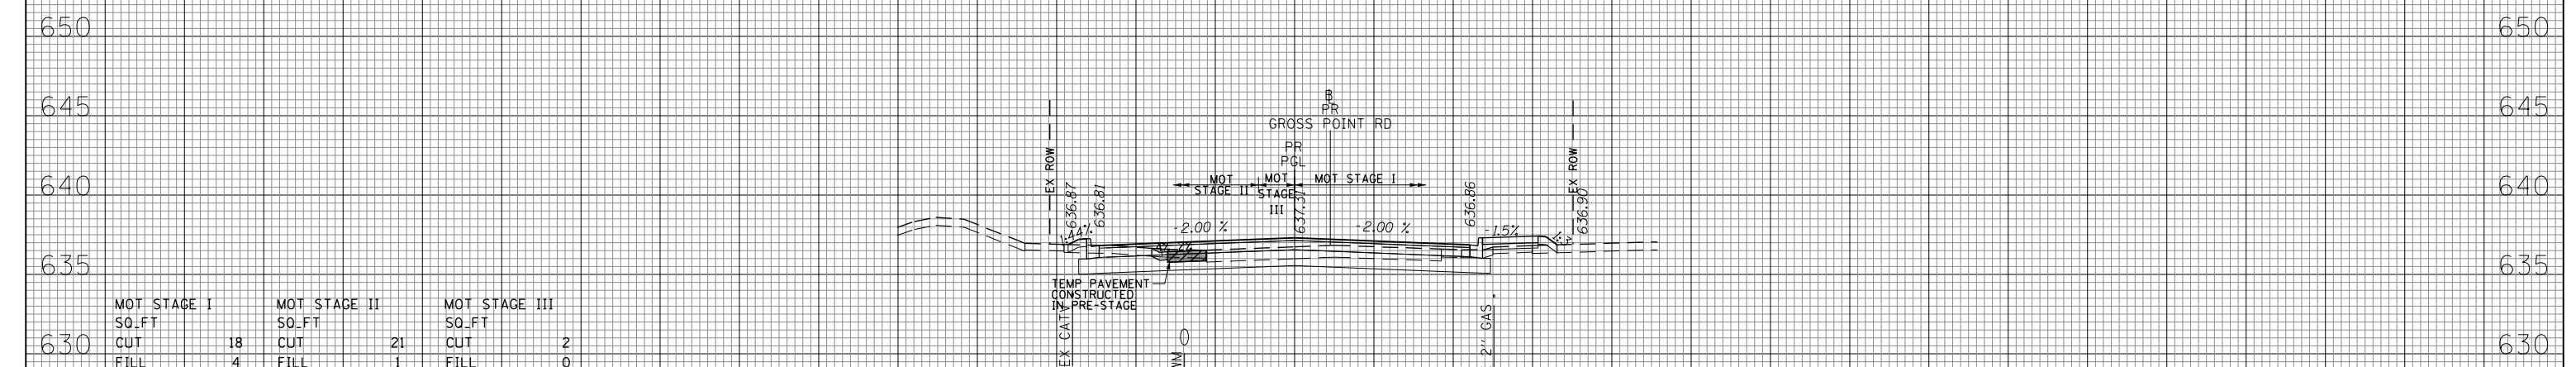 650
650
645
645
640
640
635
635
630
630
℄
PR
GROSS POINT RD
PR
PGL
MOT
STAGE II
MOT
STAGE
III
MOT STAGE I
EX ROW
636.87
636.81
637.31
636.86
EX ROW
636.90
1.44%
-2.00 %
-2.00 %
-1.5%
TEMP PAVEMENT
CONSTRUCTED
IN PRE-STAGE
EX CATV
WM
2" GAS
MOT STAGE I
SQ_FT
CUT 18
FILL 4
MOT STAGE II
SQ_FT
CUT 21
FILL 1
MOT STAGE III
SQ_FT
CUT 2
FILL 0